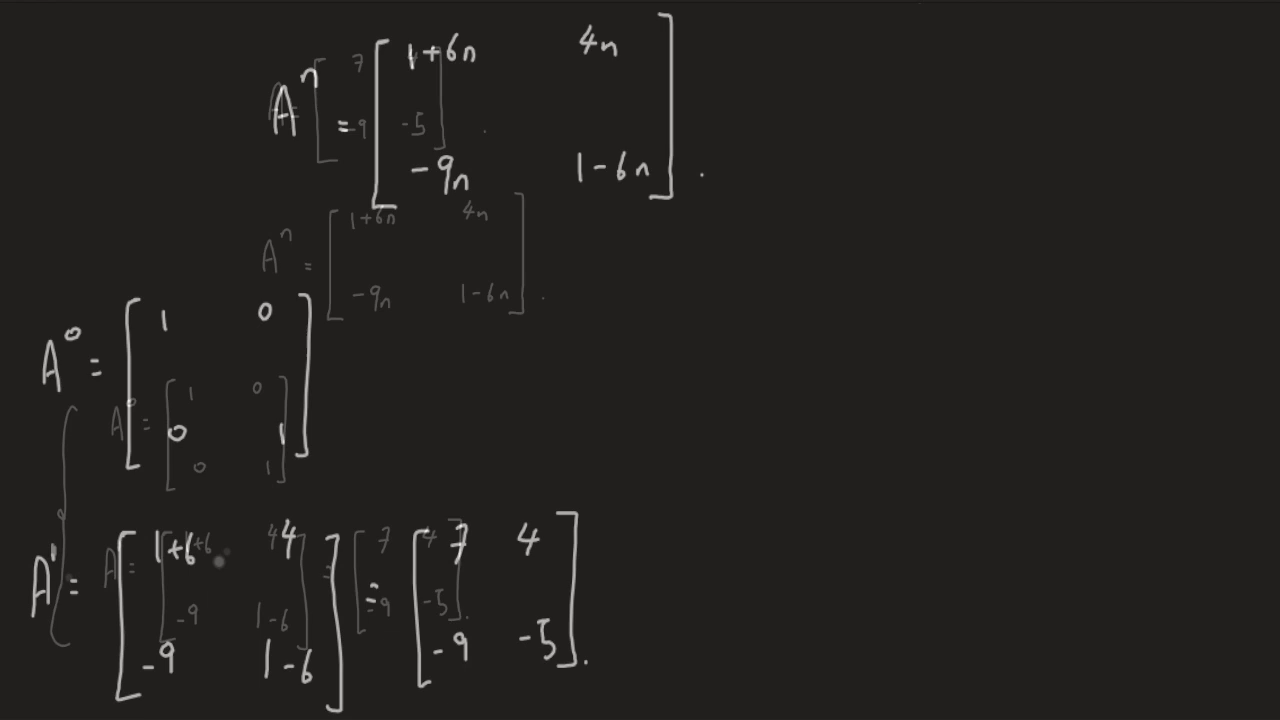 A^n = [ 1+6n 4n
-9n 1-6n ] .
A^0 = [ 1 0
0 1 ]
A^1 = [ 1+6 4
-9 1-6 ] = [ 7 4
-9 -5 ] .